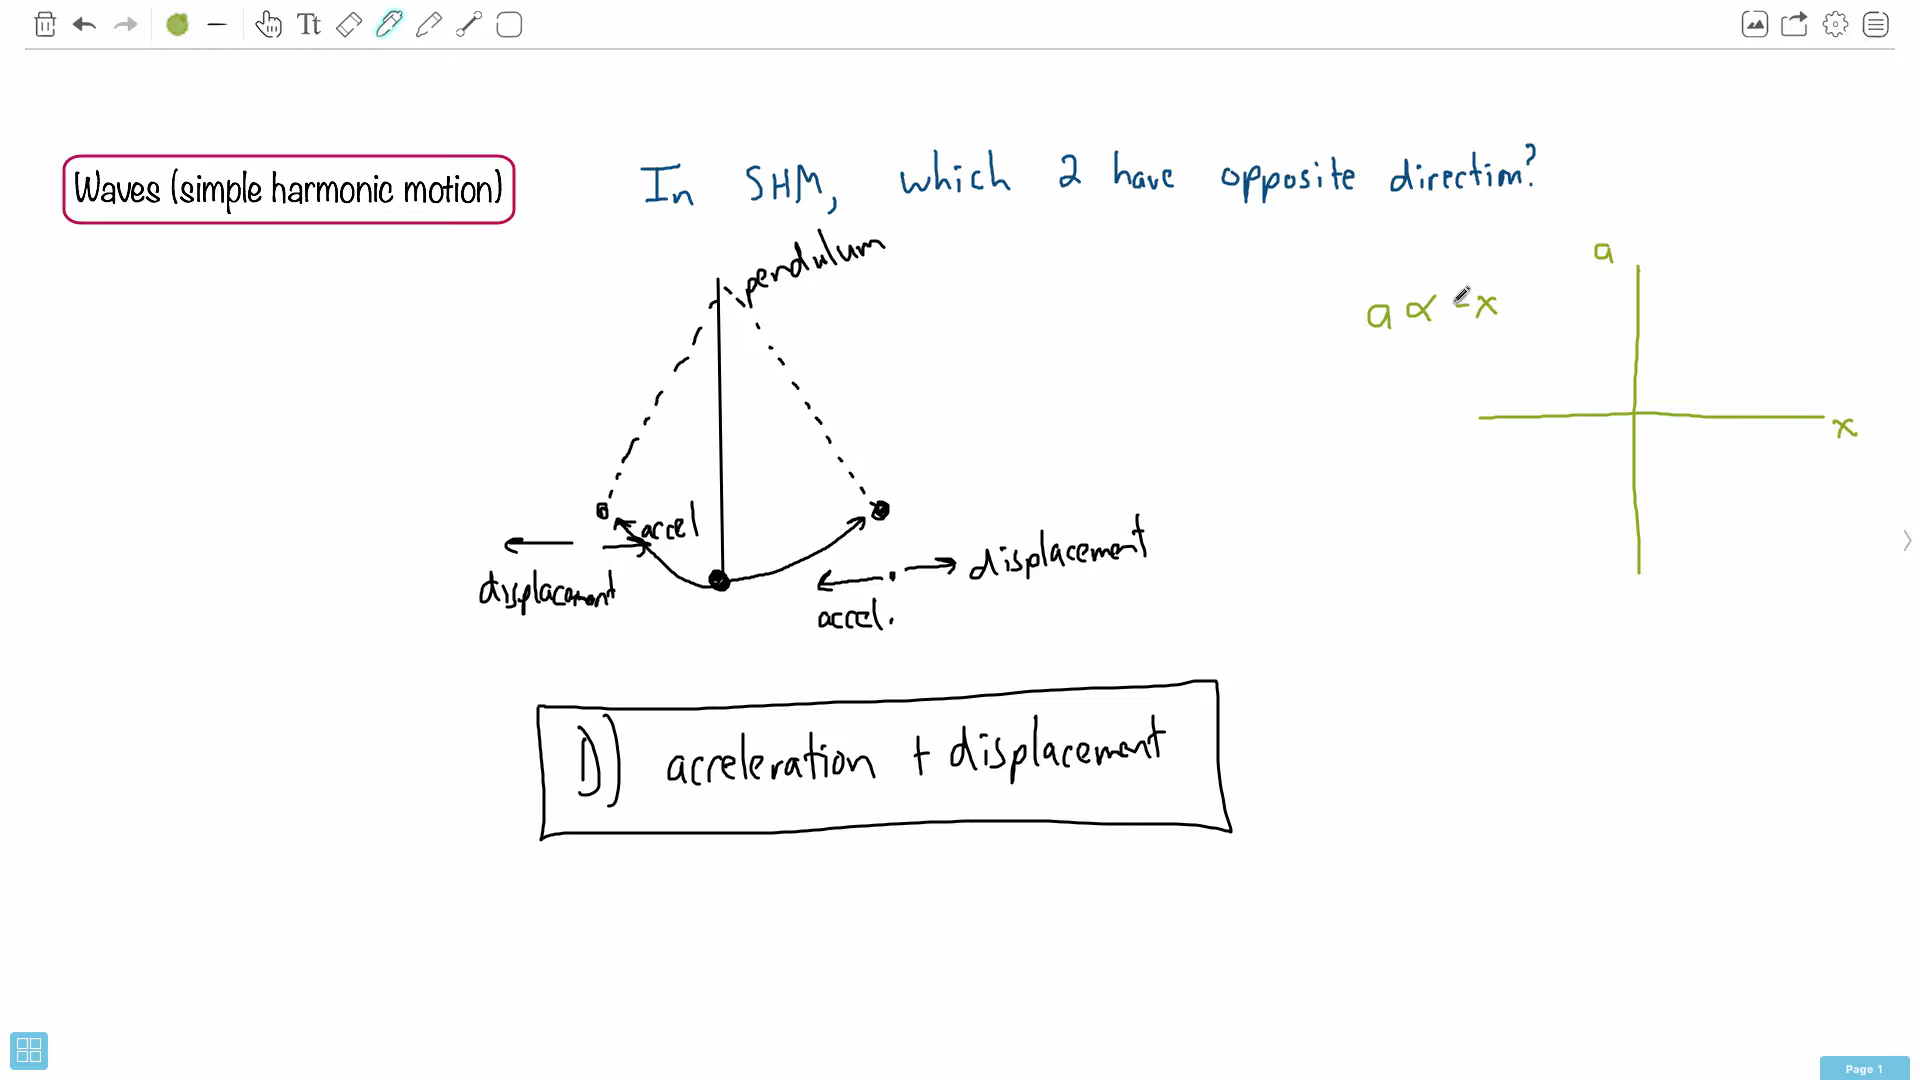 Tt
Waves (simple harmonic motion)
In SHM, which 2 have opposite direction?
pendulum
a
a ∝ -x
x
accel
displacement
displacement
accel.
D) acceleration + displacement
Page 1